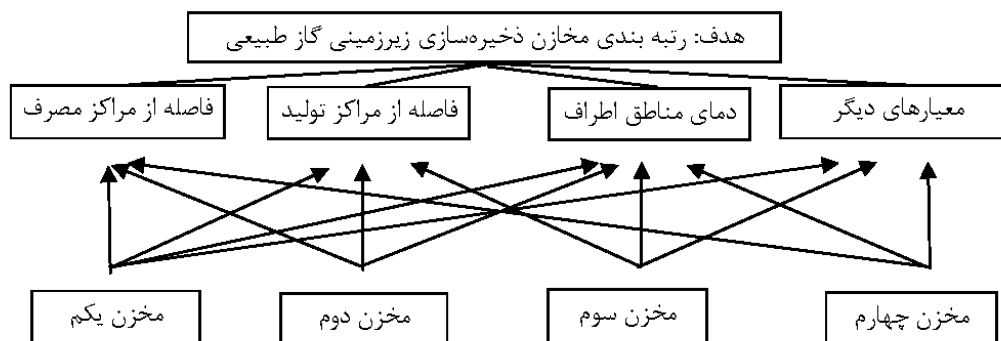 هدف: رتبه بندی مخازن ذخیره‌سازی زیرزمینی گاز طبیعی
معیارهای دیگر
دمای مناطق اطراف
فاصله از مراکز تولید
فاصله از مراکز مصرف
مخزن چهارم
مخزن سوم
مخزن دوم
مخزن یکم